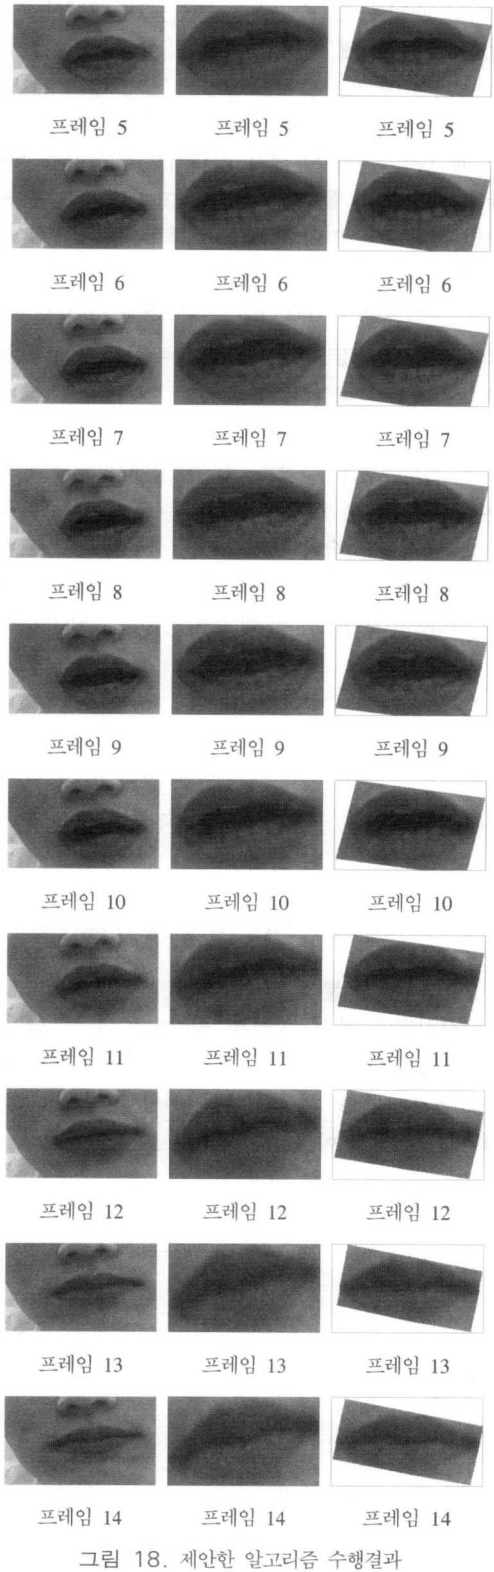 프레임 5 프레임 5 프레임 5
프레임 6 프레임 6 프레임 6
프레임 7 프레임 7 프레임 7
프레임 8 프레임 8 프레임 8
프레임 9 프레임 9 프레임 9
프레임 10 프레임 10 프레임 10
프레임 11 프레임 11 프레임 11
프레임 12 프레임 12 프레임 12
프레임 13 프레임 13 프레임 13
프레임 14 프레임 14 프레임 14
그림 18. 제안한 알고리즘 수행결과